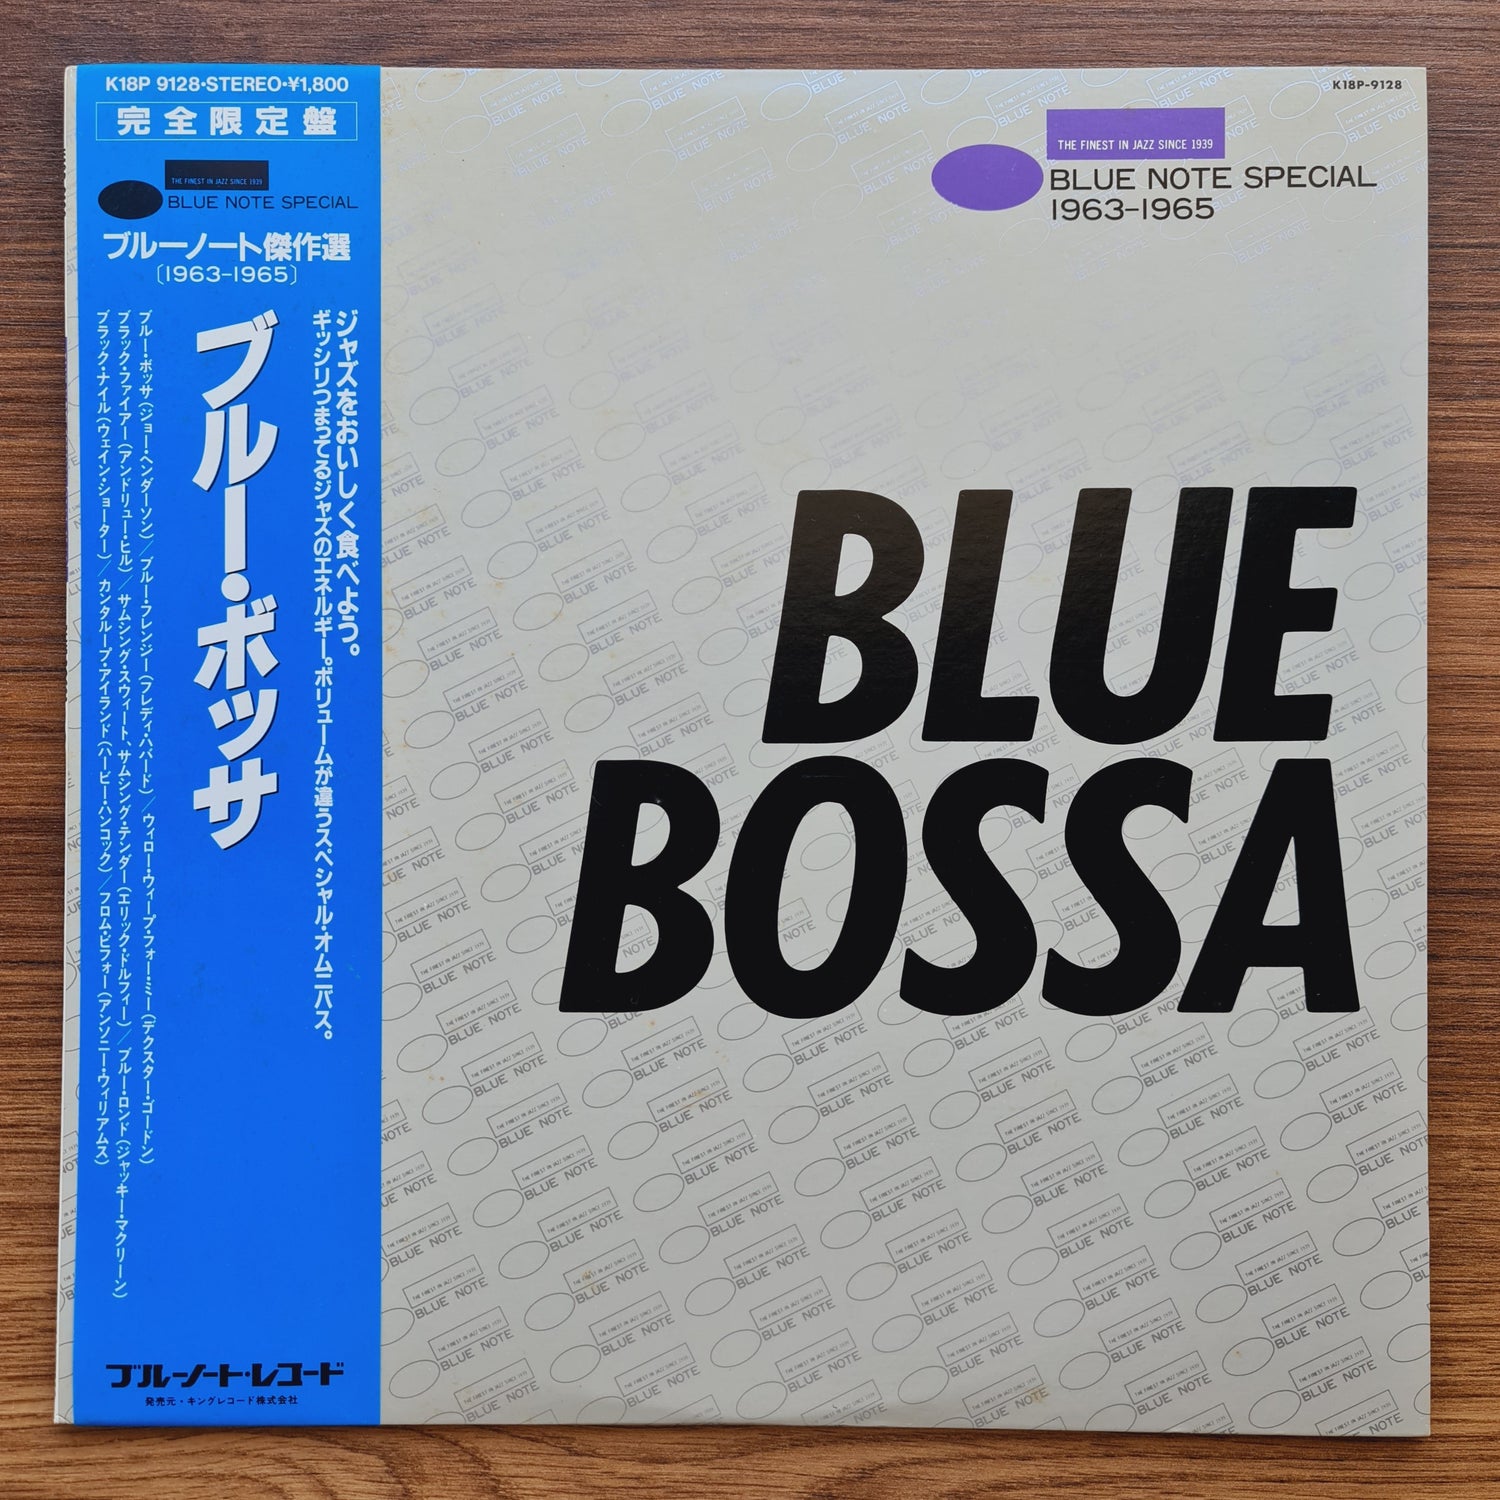 K18P 9128•STEREO•¥1,800
完全限定盤
THE FINEST IN JAZZ SINCE 1939
BLUE NOTE SPECIAL
ブルーノート傑作選
〔1963-1965〕
ジャズをおいしく食べよう。
ギッシリつまってるジャズのエネルギー。ボリュームが違うスペシャル・オムニバス。
ブルー・ボッサ
ブルー・ボッサ(ジョー・ヘンダーソン)／ブルー・フレンジー(フレディ・ハバード)／ウィロー・ウィープ・フォー・ミー(デクスター・ゴードン)
ブラック・ファイアー(アンドリュー・ヒル)／サムシング・スウィート、サムシング・テンダー(エリック・ドルフィー)／ブルー・ロンド(ジャッキー・マクリーン)
ブラック・ナイル(ウェイン・ショーター)／カンタループ・アイランド(ハービー・ハンコック)／フロム・ビフォー(アンソニー・ウィリアムス)
ブルーノート・レコード
発売元・キングレコード株式会社
K18P-9128
THE FINEST IN JAZZ SINCE 1939
BLUE NOTE SPECIAL
1963-1965
BLUE
BOSSA